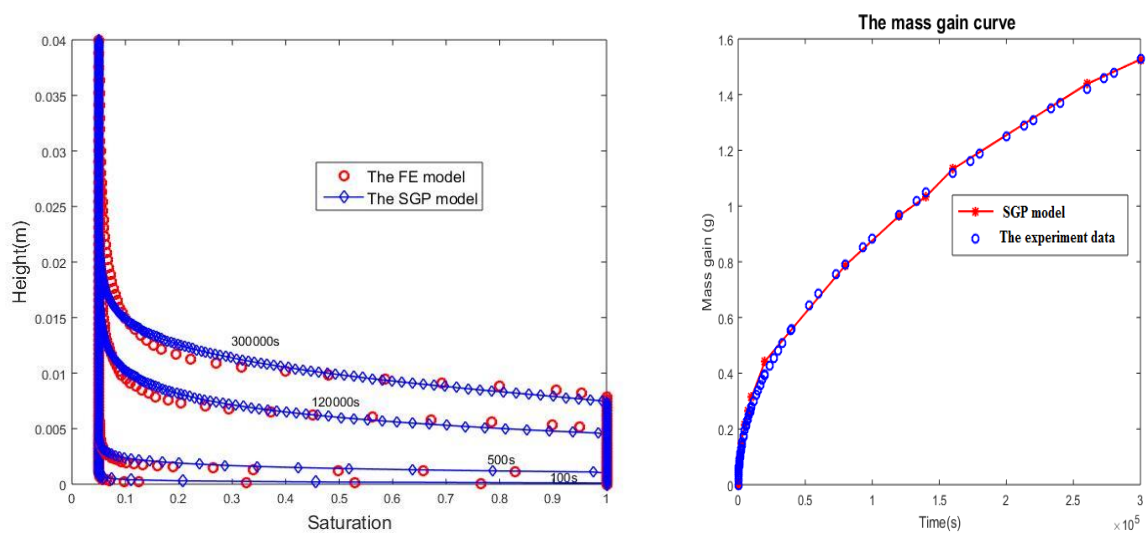 0.04
0.035
0.03
0.025
0.02
0.015
0.01
0.005
0
Height(m)
The FE model
The SGP model
300000s
120000s
500s
100s
0 0.1 0.2 0.3 0.4 0.5 0.6 0.7 0.8 0.9 1
Saturation
The mass gain curve
1.6
1.4
1.2
1
0.8
0.6
0.4
0.2
0
Mass gain (g)
SGP model
The experiment data
0 0.5 1 1.5 2 2.5 3
×10⁵
Time(s)